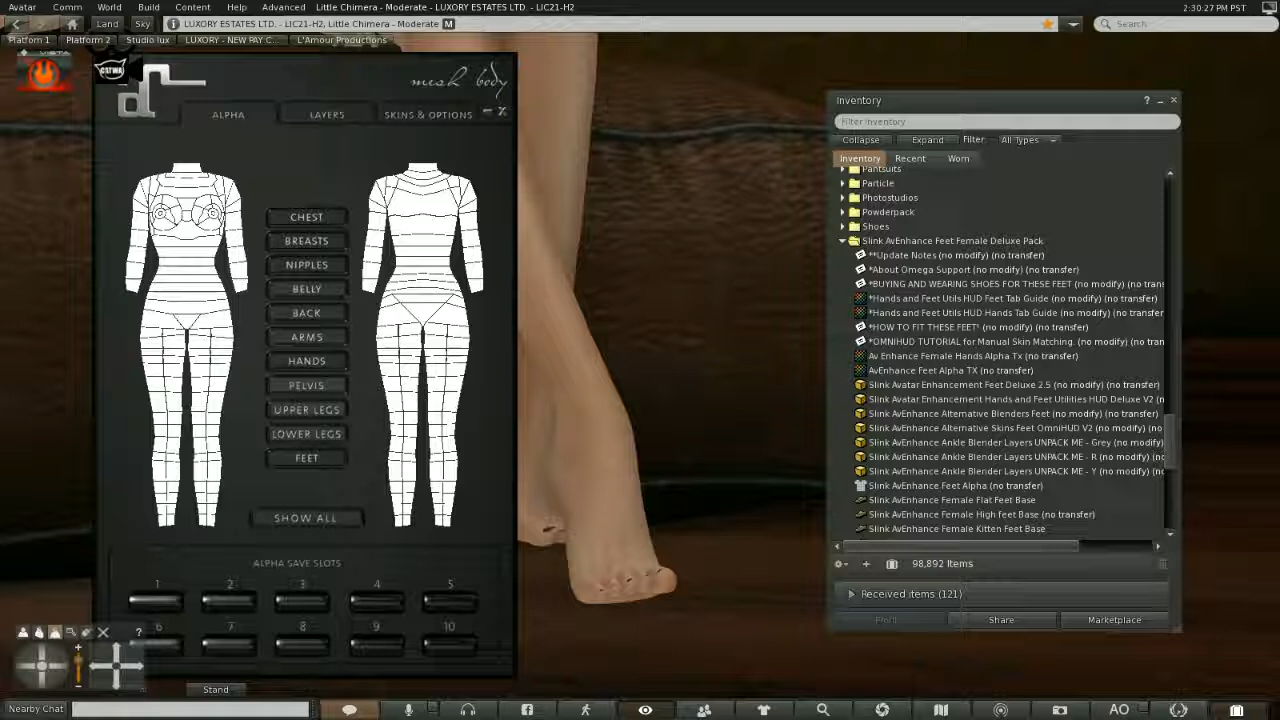 Avatar Comm World Build Content Help Advanced Little Chimera - Moderate - LUXORY ESTATES LTD. - LIC21-H2 2:30:27 PM PST
Land Sky LUXORY ESTATES LTD. - LIC21-H2, Little Chimera - Moderate M Search
Platfom 1 Platform 2 Studio lux LUXORY - NEW PAY C... L'Amour Productions
CSTWA
mesh body
ALPHA LAYERS SKINS & OPTIONS
CHEST
BREASTS
NIPPLES
BELLY
BACK
ARMS
HANDS
PELVIS
UPPER LEGS
LOWER LEGS
FEET
SHOW ALL
ALPHA SAVE SLOTS
1 2 3 4 5
6 7 8 9 10
Stand
Nearby Chat
AO
Inventory ? _ X
Filter Inventory
Collapse Expand Filter: All Types
Inventory Recent Worn
Pantsuits
Particle
Photostudios
Powderpack
Shoes
Slink AvEnhance Feet Female Deluxe Pack
**Update Notes (no modify) (no transfer)
*About Omega Support (no modify) (no transfer)
*BUYING AND WEARING SHOES FOR THESE FEET (no modify) (no tran
*Hands and Feet Utils HUD Feet Tab Guide (no modify) (no transfer)
*Hands and Feet Utils HUD Hands Tab Guide (no modify) (no transfer)
*HOW TO FIT THESE FEET! (no modify) (no transfer)
*OMNIHUD TUTORIAL for Manual Skin Matching. (no modify) (no tran
Av Enhance Female Hands Alpha Tx (no transfer)
AvEnhance Feet Alpha TX (no transfer)
Slink Avatar Enhancement Feet Deluxe 2.5 (no modify) (no transfer)
Slink Avatar Enhancement Hands and Feet Utilities HUD Deluxe V2 (n
Slink AvEnhance Alternative Blenders Feet (no modify) (no transfer)
Slink AvEnhance Alternative Skins Feet OmniHUD V2 (no modify) (no
Slink AvEnhance Ankle Blender Layers UNPACK ME - Grey (no modify)
Slink AvEnhance Ankle Blender Layers UNPACK ME - R (no modify) (no
Slink AvEnhance Ankle Blender Layers UNPACK ME - Y (no modify) (no
Slink AvEnhance Feet Alpha (no transfer)
Slink AvEnhance Female Flat Feet Base
Slink AvEnhance Female High feet Base (no transfer)
Slink AvEnhance Female Kitten Feet Base
98,892 Items
Received items (121)
Profil Share Marketplace